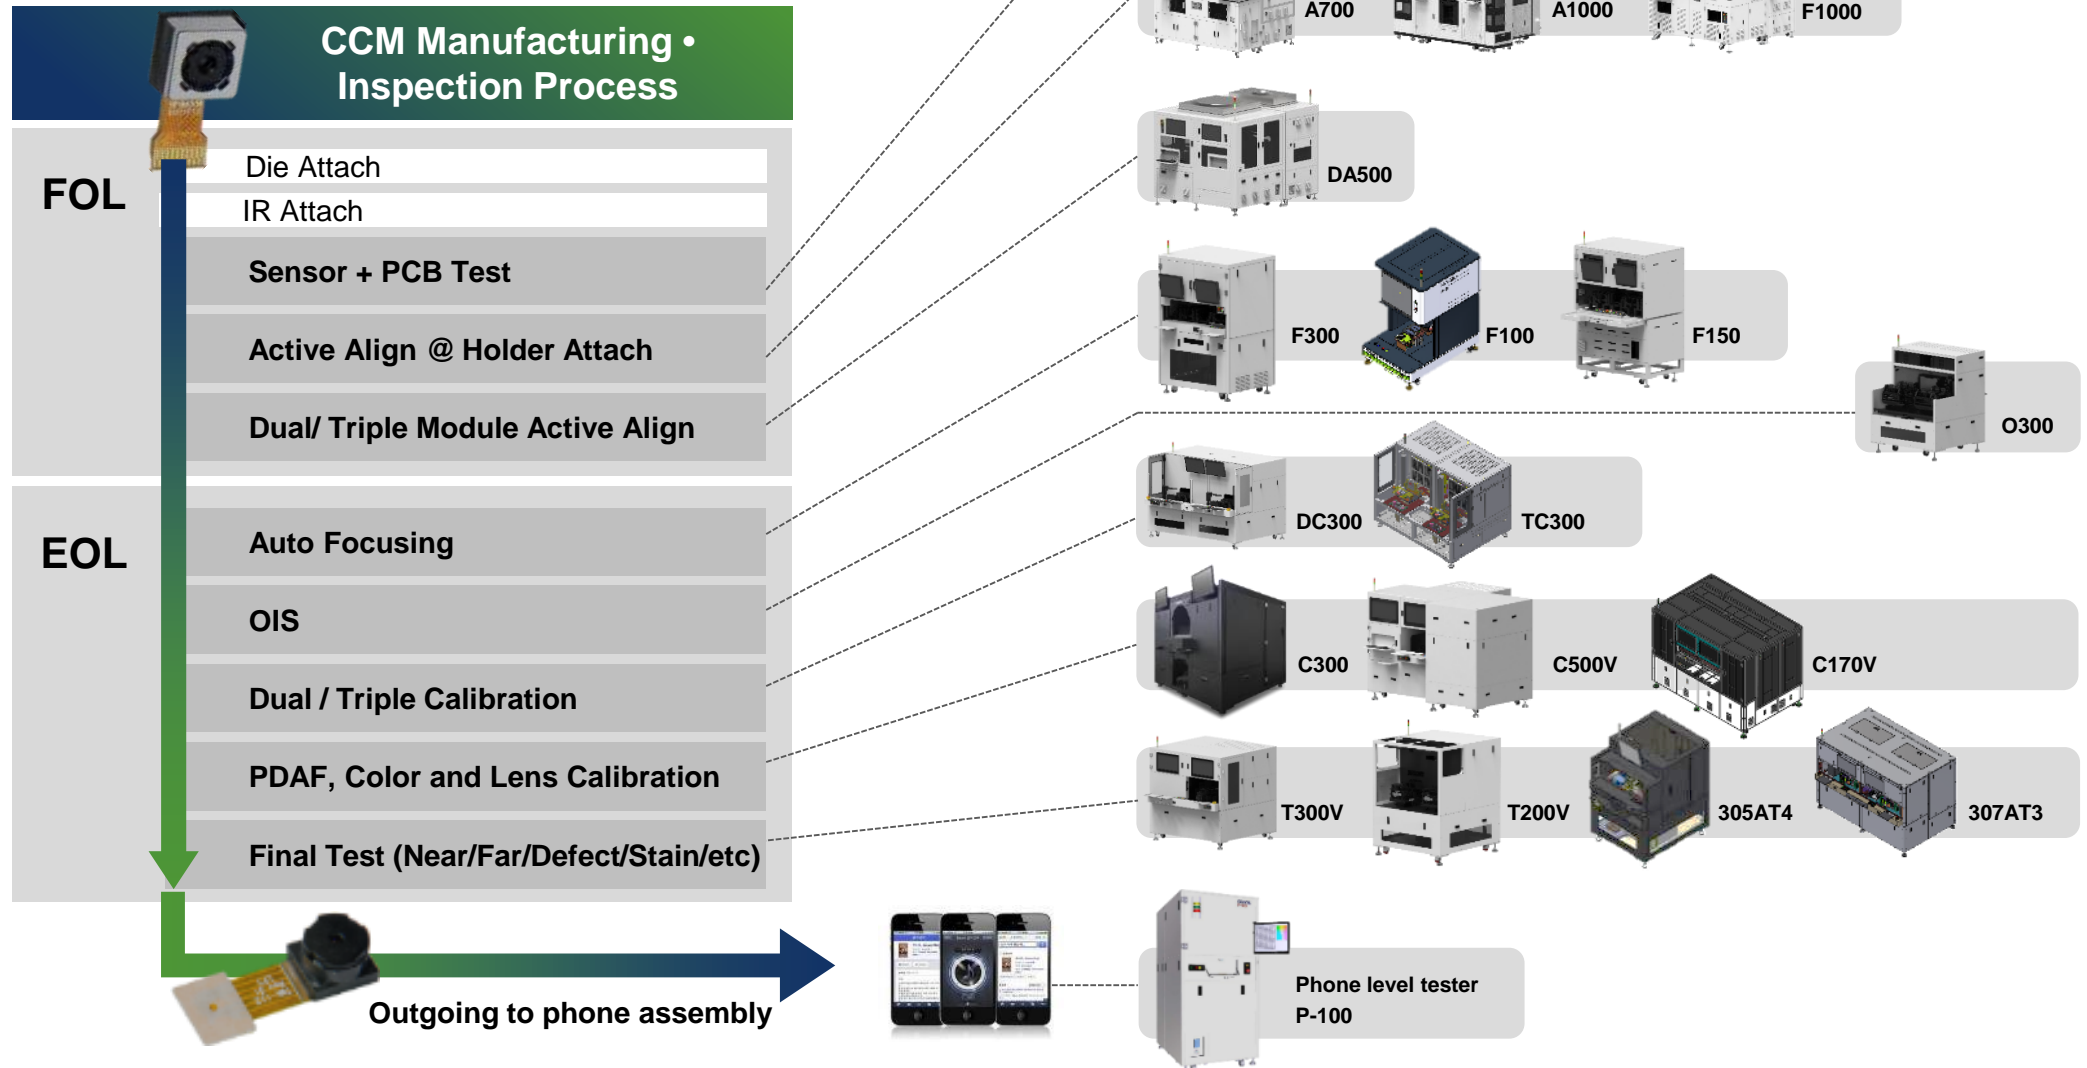 CCM Manufacturing •
Inspection Process
FOL
Die Attach
IR Attach
Sensor + PCB Test
Active Align @ Holder Attach
Dual/ Triple Module Active Align
EOL
Auto Focusing
OIS
Dual / Triple Calibration
PDAF, Color and Lens Calibration
Final Test (Near/Far/Defect/Stain/etc)
Outgoing to phone assembly
A700
A1000
F1000
DA500
F300
F100
F150
O300
DC300
TC300
C300
C500V
C170V
T300V
T200V
305AT4
307AT3
Phone level tester
P-100